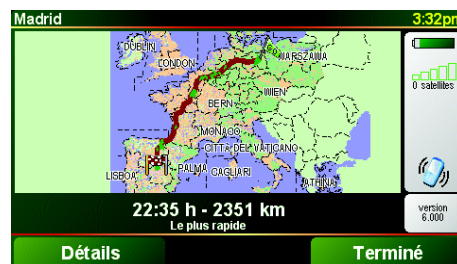 Madrid
3:32pm
DUBLIN
LONDON
WARSZAWA
WIEN
BERN
MONACO
CITTÀ DEL VATICANO
LISBOA
PALMA
CAGLIARI
ATHINA
0 satellites
22:35 h - 2351 km
Le plus rapide
version
6.000
Détails
Terminé